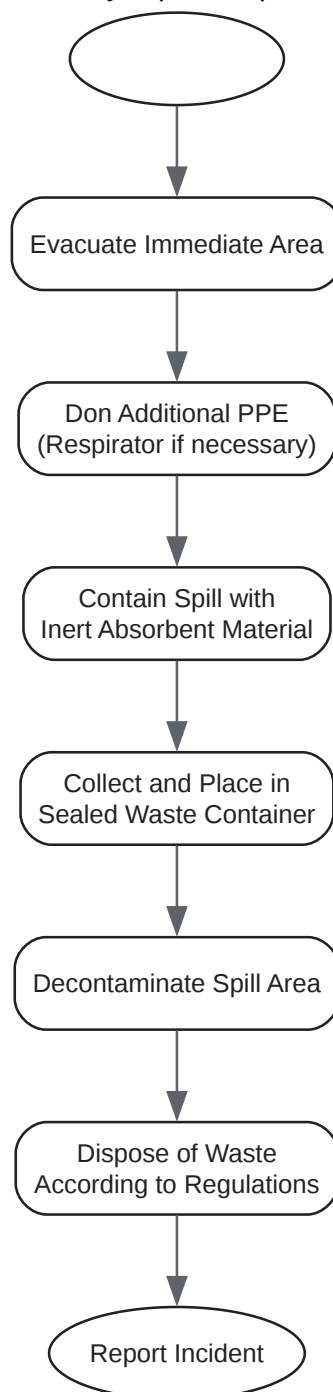 Evacuate Immediate Area
Don Additional PPE
(Respirator if necessary)
Contain Spill with
Inert Absorbent Material
Collect and Place in
Sealed Waste Container
Decontaminate Spill Area
Dispose of Waste
According to Regulations
Report Incident